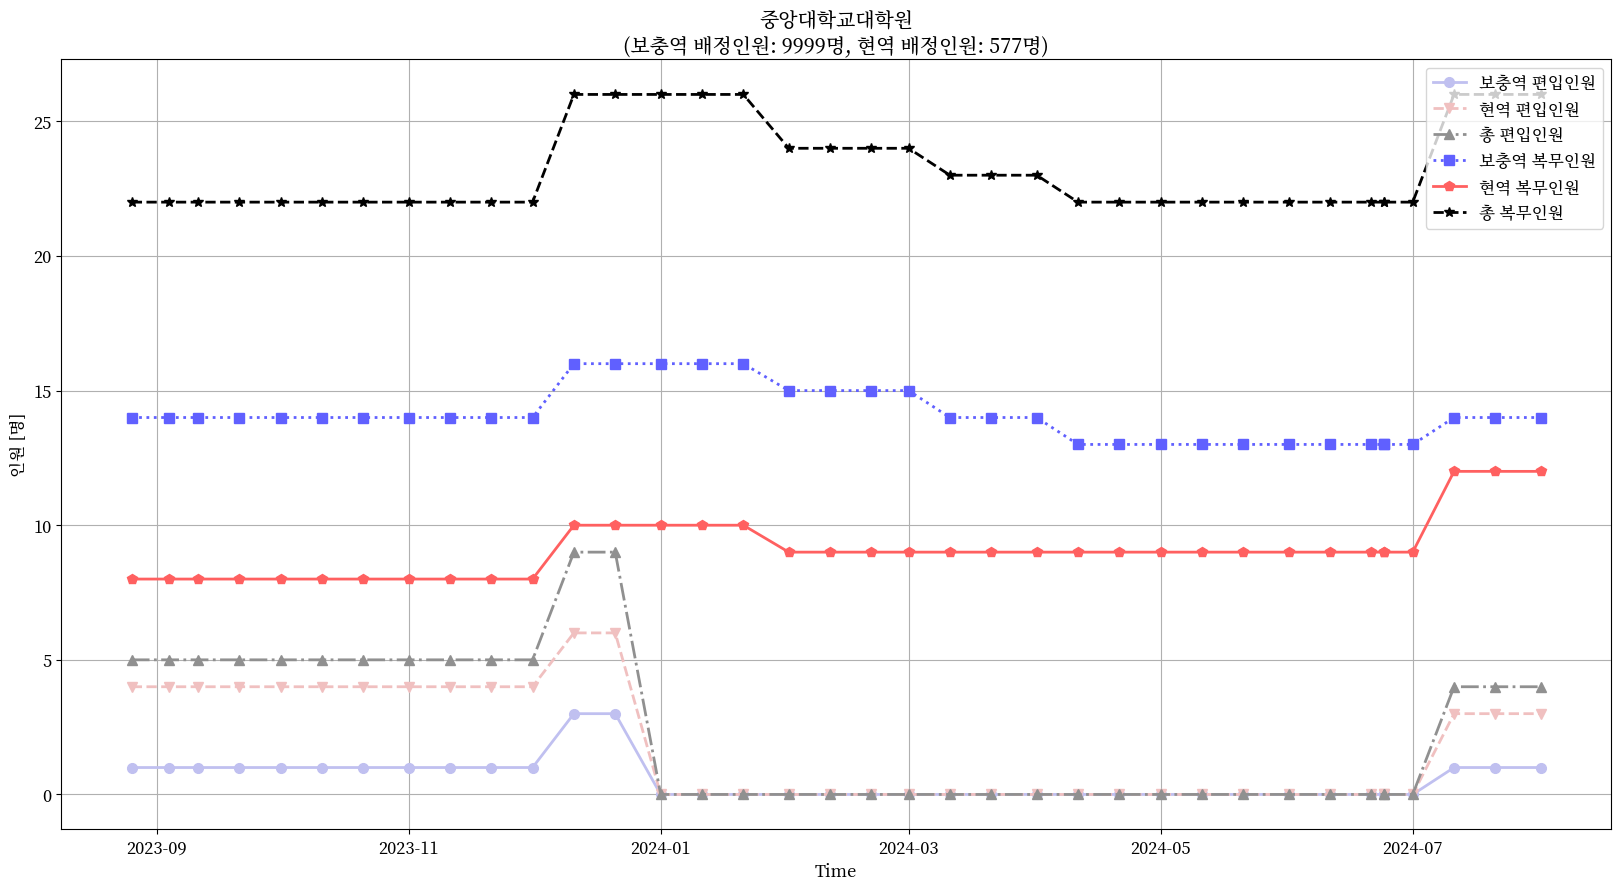 중앙대학교대학원
(보충역 배정인원: 9999명, 현역 배정인원: 577명)
보충역 편입인원
현역 편입인원
총 편입인원
보충역 복무인원
현역 복무인원
총 복무인원
25
20
15
10
5
0
인원 [명]
2023-09
2023-11
2024-01
2024-03
2024-05
2024-07
Time